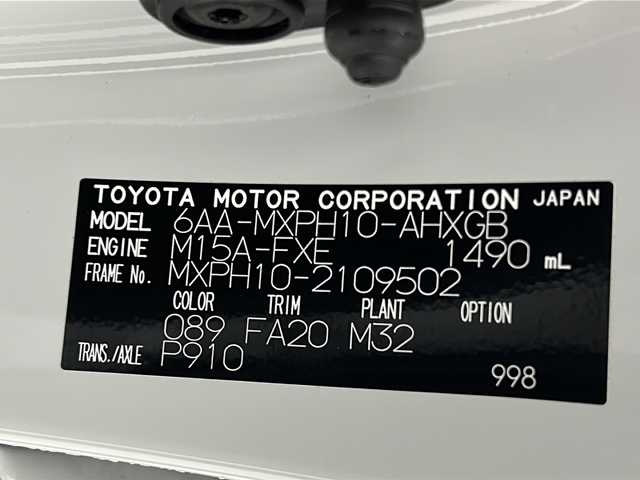 TOYOTA MOTOR CORPORATION JAPAN
MODEL 6AA-MXPH10-AHXGB
ENGINE M15A-FXE 1490 mL
FRAME No. MXPH10-2109502
COLOR TRIM PLANT OPTION
089 FA20 M32
TRANS./AXLE P910
998